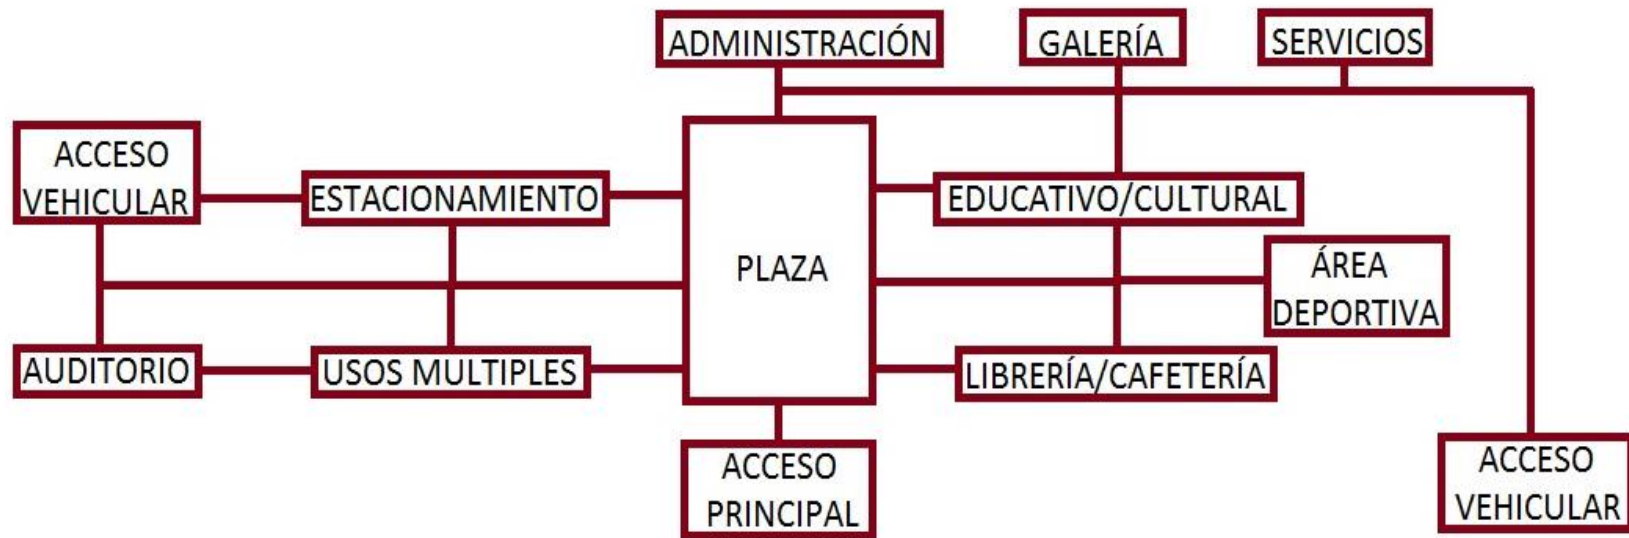 ADMINISTRACIÓN
GALERÍA
SERVICIOS
ACCESO
VEHICULAR
ESTACIONAMIENTO
EDUCATIVO/CULTURAL
PLAZA
ÁREA
DEPORTIVA
AUDITORIO
USOS MULTIPLES
LIBRERÍA/CAFETERÍA
ACCESO
PRINCIPAL
ACCESO
VEHICULAR